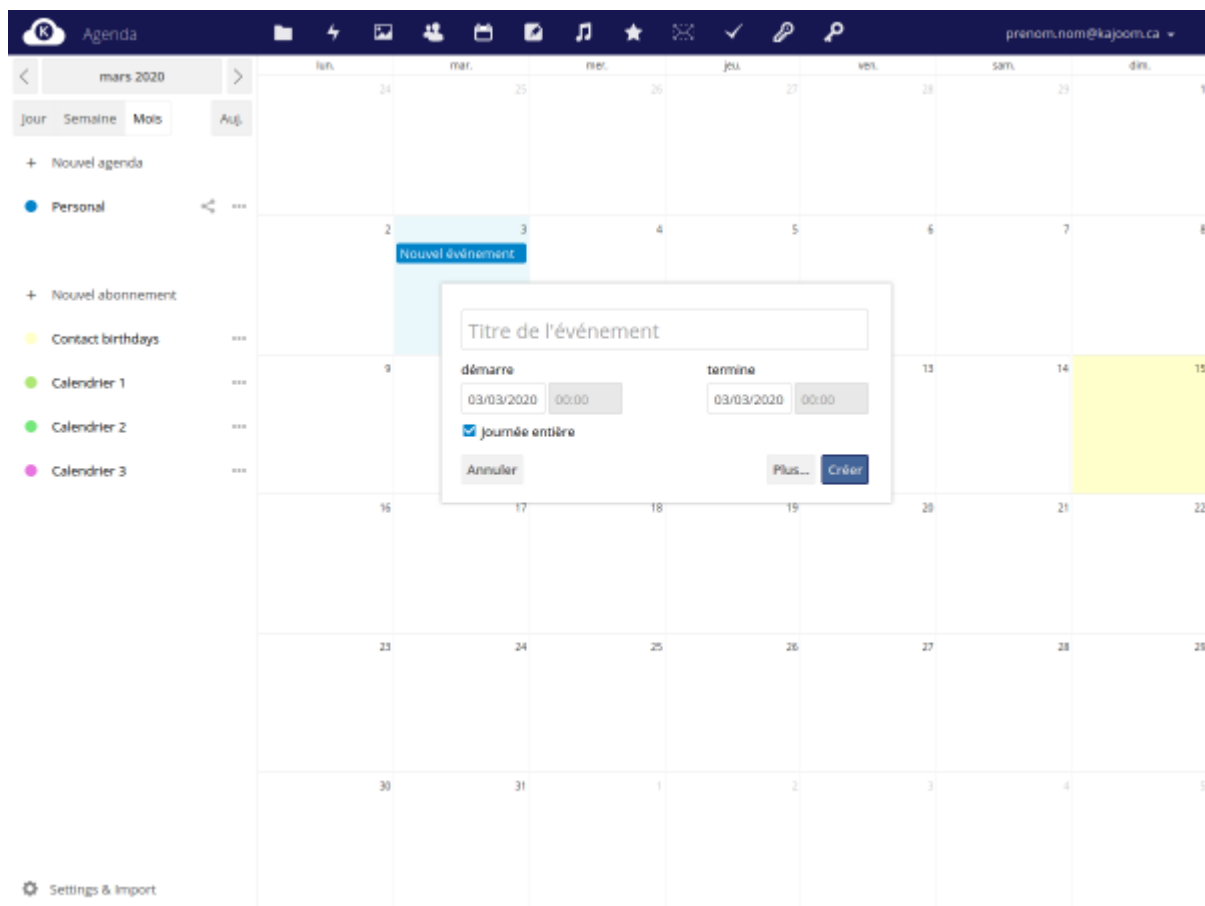 K Agenda prenom.nom@kajoom.ca
mars 2020
lun. mar. mer. jeu. ven. sam. dim.
24 25 26 27 28 29 1
Jour Semaine Mois Auj.
+ Nouvel agenda
Personal
2 3 4 5 6 7 8
Nouvel événement
+ Nouvel abonnement
Contact birthdays
Calendrier 1
Calendrier 2
Calendrier 3
Titre de l'événement
démarre termine
03/03/2020 00:00 03/03/2020 00:00
Journée entière
Annuler Plus... Créer
9 13 14 15
16 17 18 19 20 21 22
23 24 25 26 27 28 29
30 31 1 2 3 4 5
Settings & Import